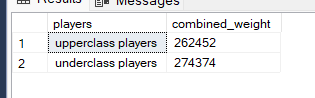 Results Messages
players combined_weight
1 upperclass players 262452
2 underclass players 274374